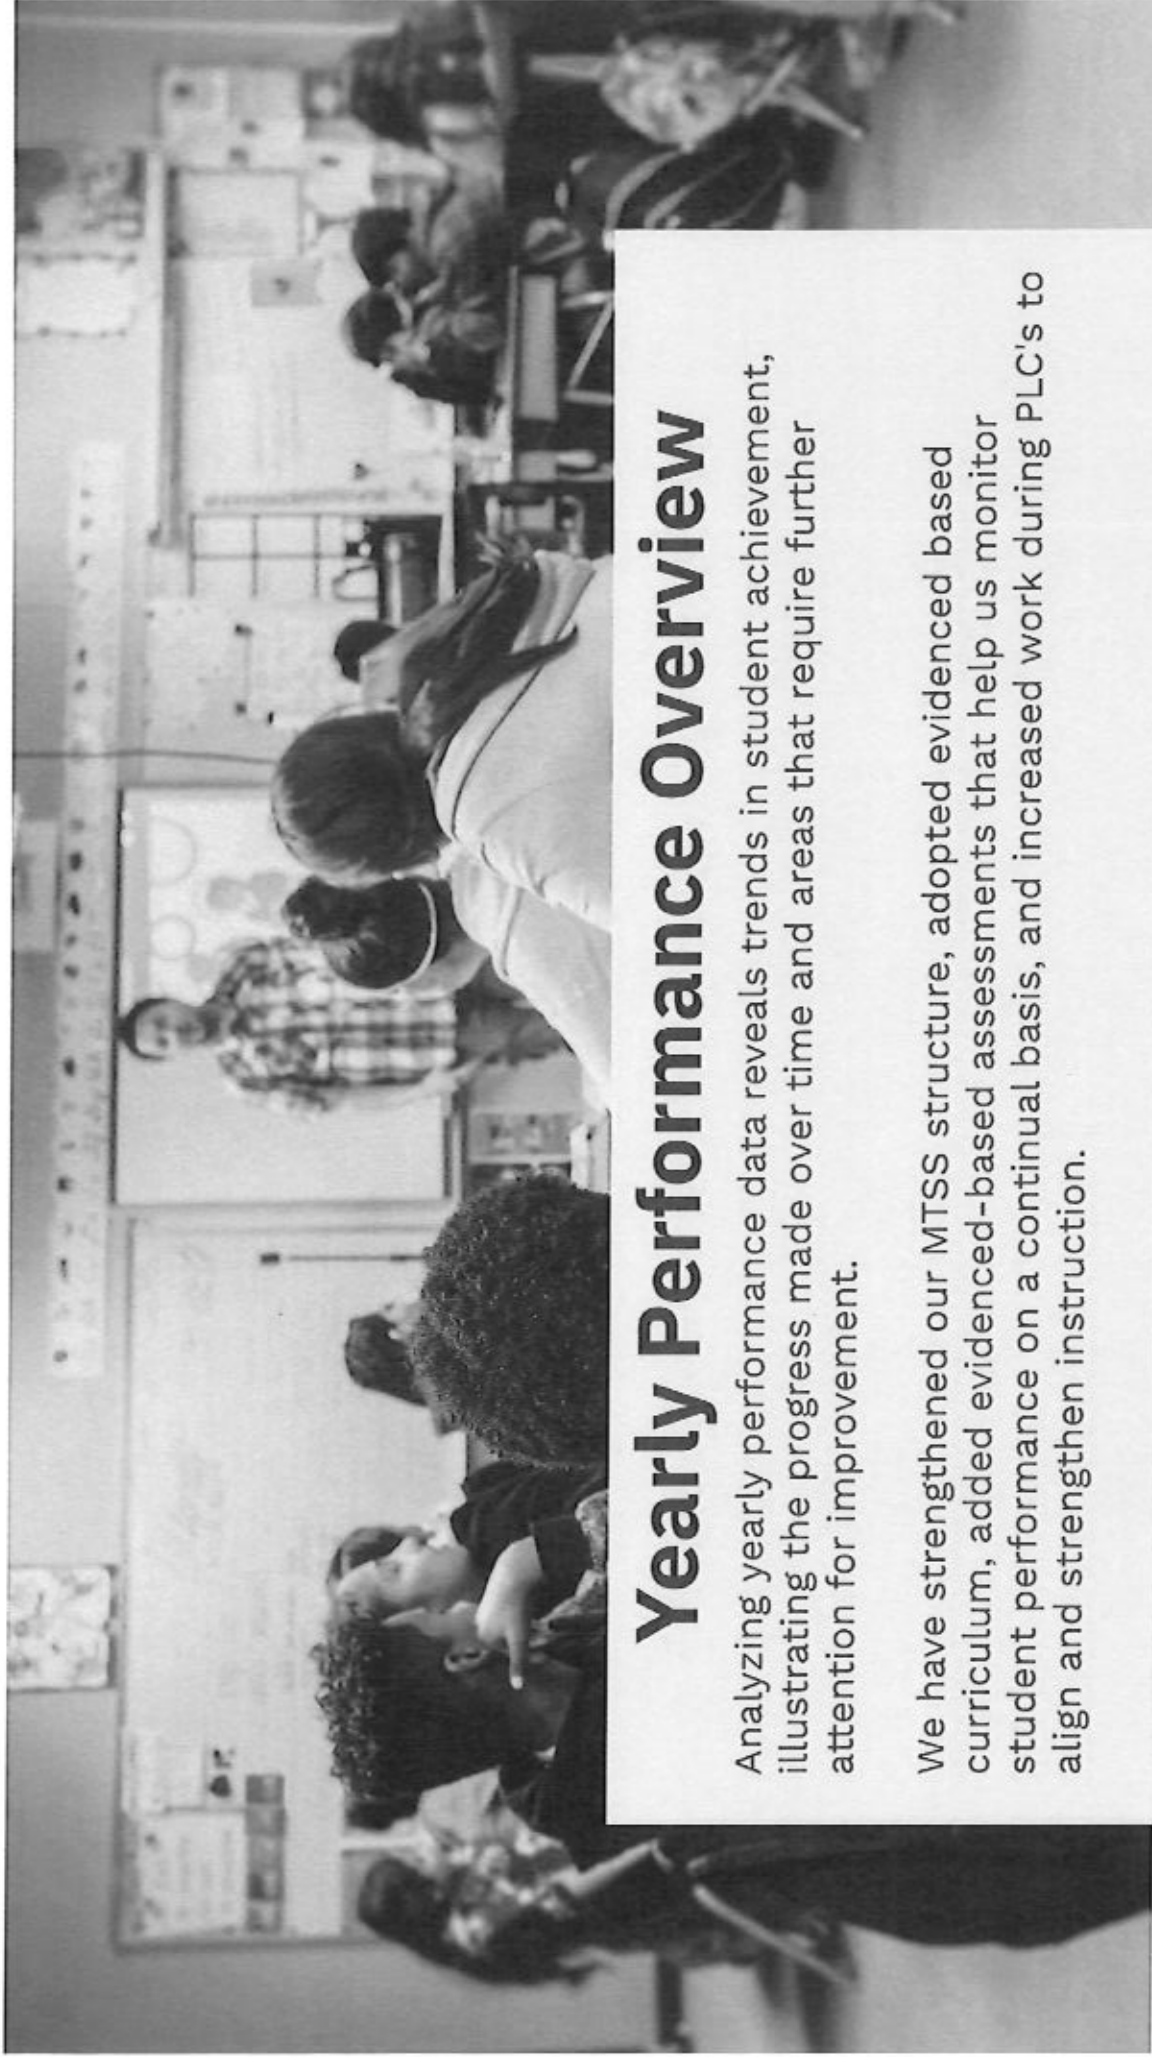 Yearly Performance Overview
Analyzing yearly performance data reveals trends in student achievement,
illustrating the progress made over time and areas that require further
attention for improvement.
We have strengthened our MTSS structure, adopted evidenced based
curriculum, added evidenced-based assessments that help us monitor
student performance on a continual basis, and increased work during PLC's to
align and strengthen instruction.